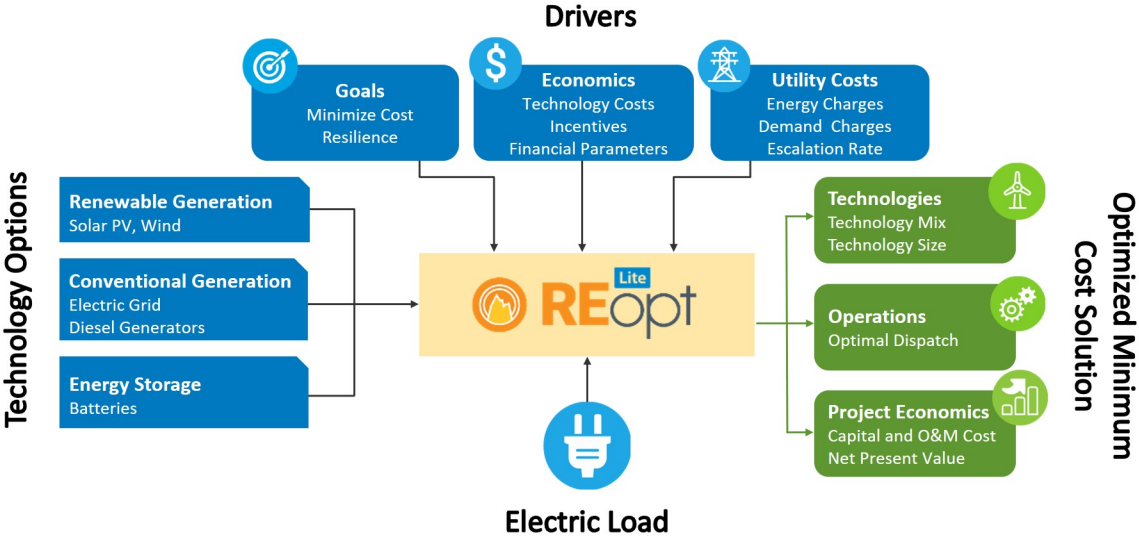 Drivers
Goals
Minimize Cost
Resilience
Economics
Technology Costs
Incentives
Financial Parameters
Utility Costs
Energy Charges
Demand Charges
Escalation Rate
Technology Options
Renewable Generation
Solar PV, Wind
Conventional Generation
Electric Grid
Diesel Generators
Energy Storage
Batteries
Lite
REopt
Electric Load
Technologies
Technology Mix
Technology Size
Operations
Optimal Dispatch
Project Economics
Capital and O&M Cost
Net Present Value
Optimized Minimum
Cost Solution